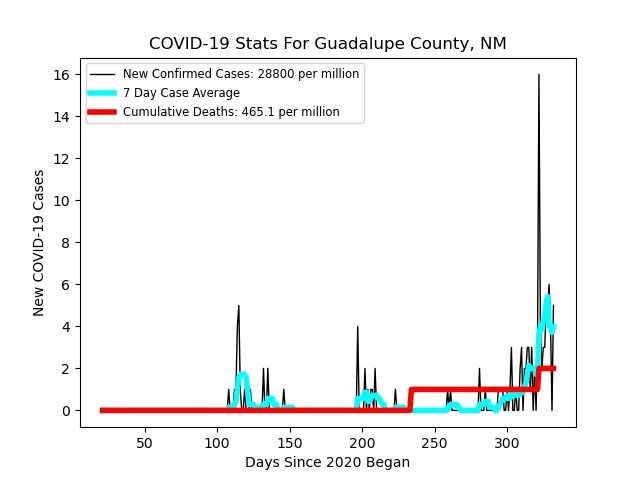 COVID-19 Stats For Guadalupe County, NM
New Confirmed Cases: 28800 per million
7 Day Case Average
Cumulative Deaths: 465.1 per million
New COVID-19 Cases
16
14
12
10
8
6
4
2
0
50 100 150 200 250 300
Days Since 2020 Began